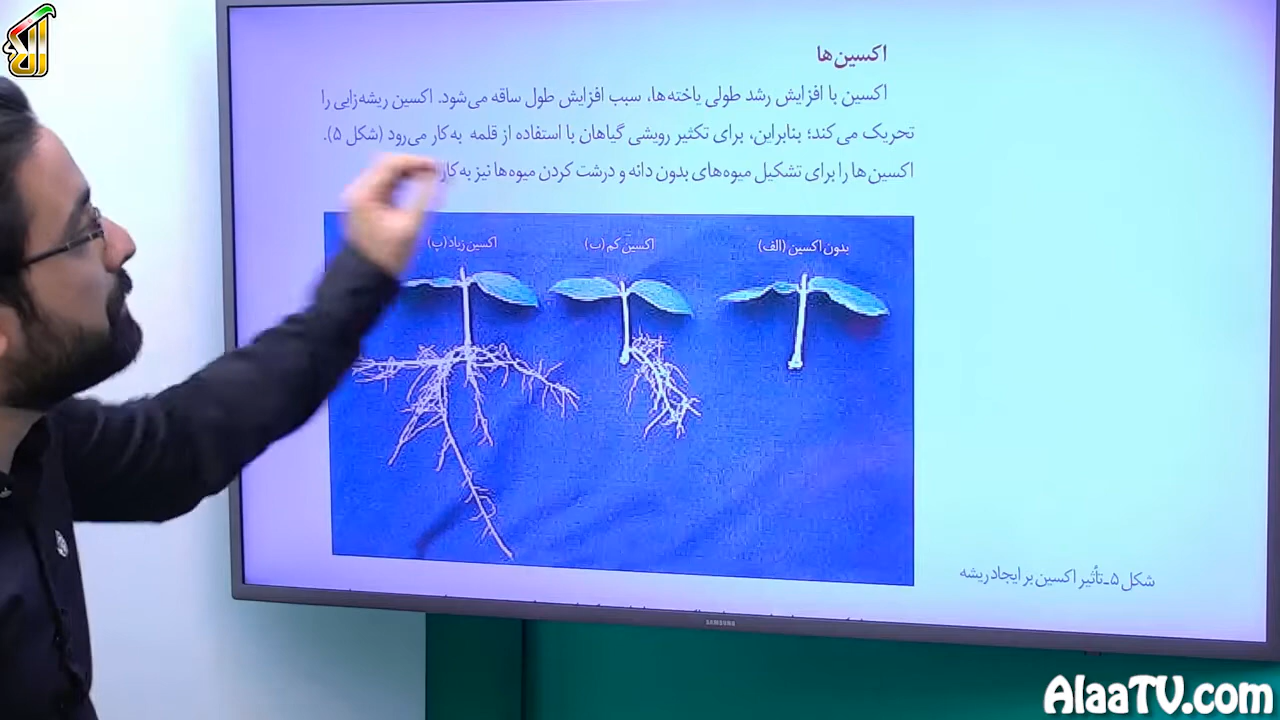 اکسین‌ها
اکسین با افزایش رشد طولی یاخته‌ها، سبب افزایش طول ساقه می‌شود. اکسین ریشه‌زایی را
تحریک می‌کند؛ بنابراین، برای تکثیر رویشی گیاهان با استفاده از قلمه به‌کار می‌رود (شکل ۵).
اکسین‌ها را برای تشکیل میوه‌های بدون دانه و درشت کردن میوه‌ها نیز به‌کار
بدون اکسین (الف) اکسین کم (ب) اکسین زیاد (پ)
شکل ۵ـ تأثیر اکسین بر ایجاد ریشه
SAMSUNG
AlaaTV.com